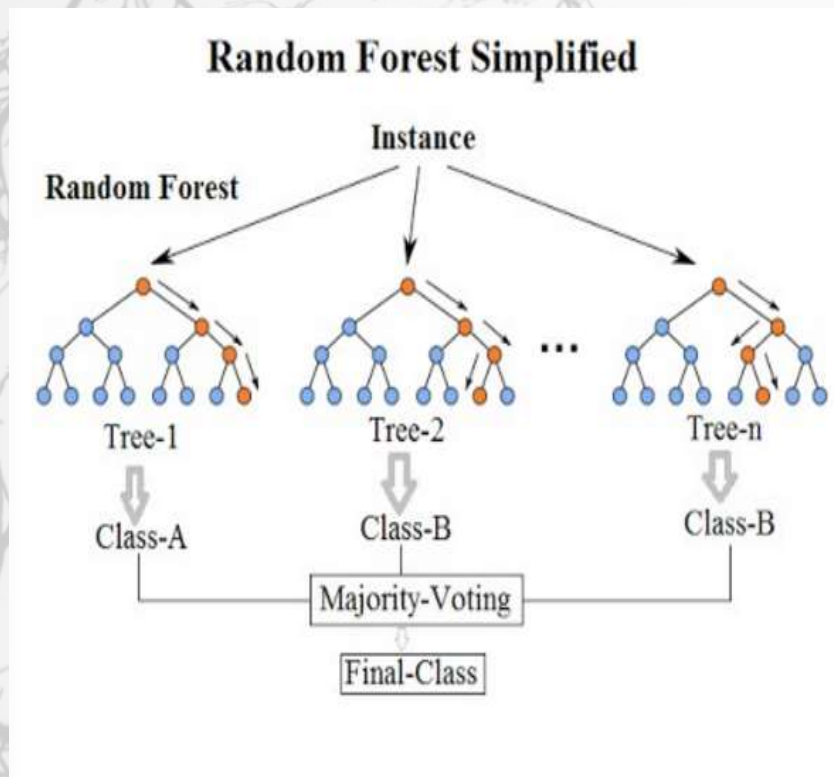 Random Forest Simplified
Instance
Random Forest
...
Tree-1
Tree-2
Tree-n
Class-A
Class-B
Class-B
Majority-Voting
Final-Class